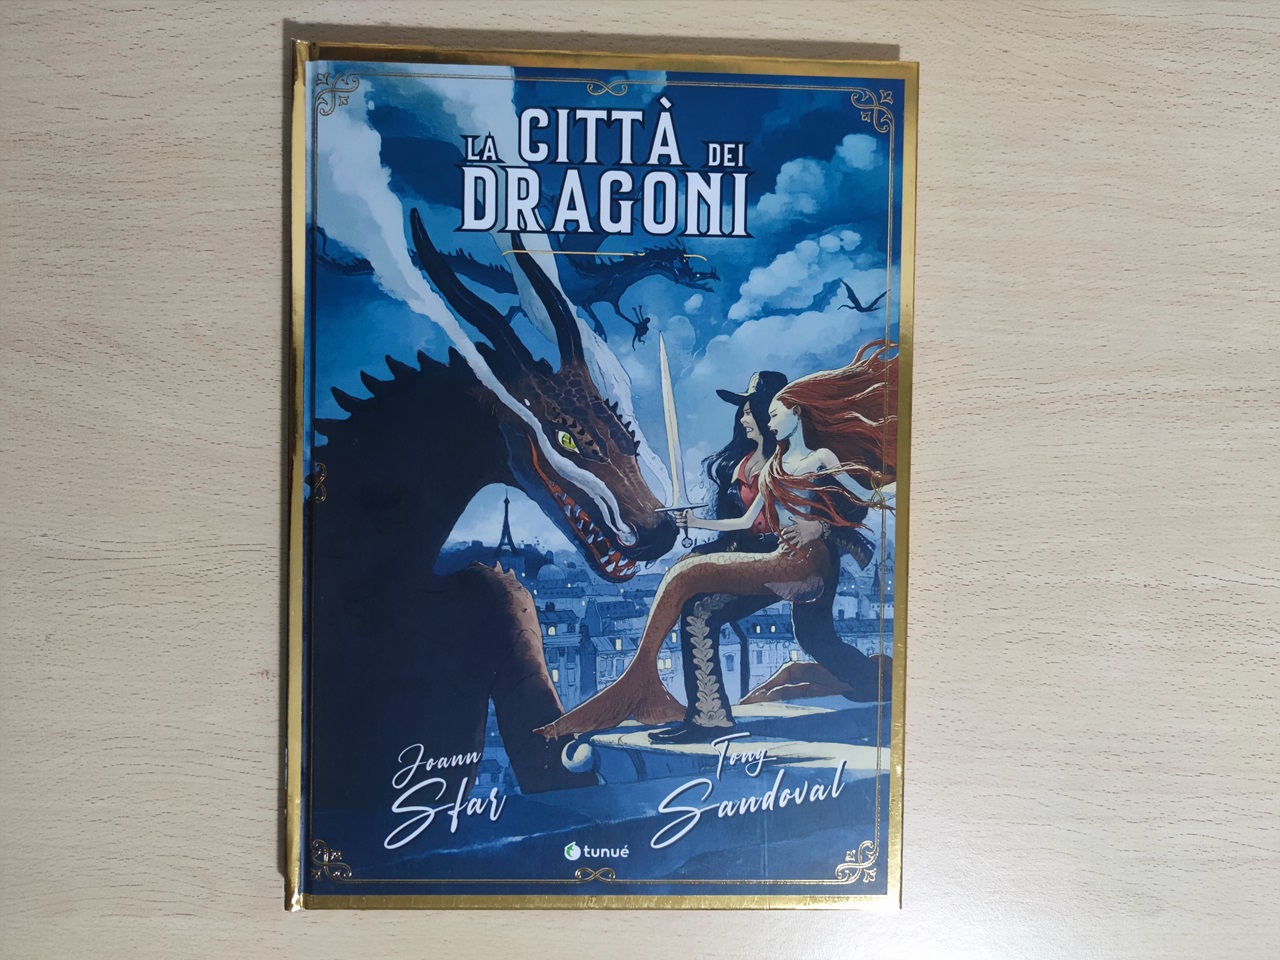 LA CITTÀ DEI
DRAGONI
Joann
Sfar
Tony
Sandoval
tunué